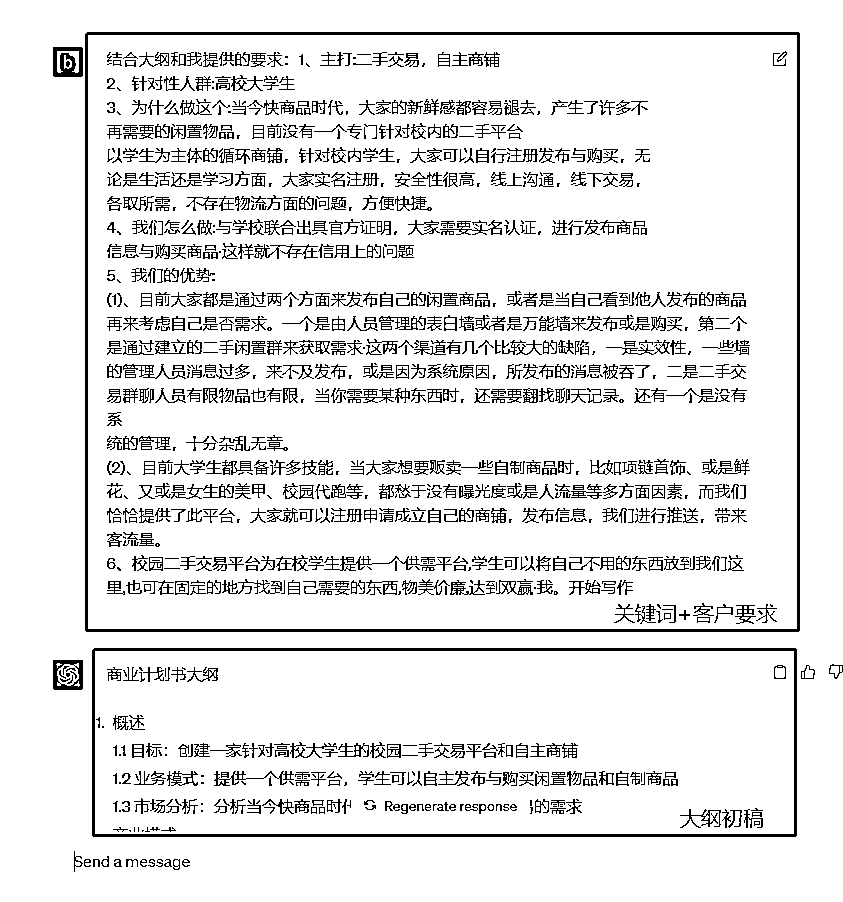 结合大纲和我提供的要求：1、主打:二手交易，自主商铺
2、针对性人群:高校大学生
3、为什么做这个:当今快商品时代，大家的新鲜感都容易褪去，产生了许多不
再需要的闲置物品，目前没有一个专门针对校内的二手平台
以学生为主体的循环商铺，针对校内学生，大家可以自行注册发布与购买，无
论是生活还是学习方面，大家实名注册，安全性很高，线上沟通，线下交易，
各取所需，不存在物流方面的问题，方便快捷。
4、我们怎么做:与学校联合出具官方证明，大家需要实名认证，进行发布商品
信息与购买商品·这样就不存在信用上的问题
5、我们的优势:
(1)、目前大家都是通过两个方面来发布自己的闲置商品，或者是当自己看到他人发布的商品
再来考虑自己是否需求。一个是由人员管理的表白墙或者是万能墙来发布或是购买，第二个
是通过建立的二手闲置群来获取需求·这两个渠道有几个比较大的缺陷，一是实效性，一些墙
的管理人员消息过多，来不及发布，或是因为系统原因，所发布的消息被吞了，二是二手交
易群聊人员有限物品也有限，当你需要某种东西时，还需要翻找聊天记录。还有一个是没有
系
统的管理，十分杂乱无章。
(2)、目前大学生都具备许多技能，当大家想要贩卖一些自制商品时，比如项链首饰、或是鲜
花、又或是女生的美甲、校园代跑等，都愁于没有曝光度或是人流量等多方面因素，而我们
恰恰提供了此平台，大家就可以注册申请成立自己的商铺，发布信息，我们进行推送，带来
客流量。
6、校园二手交易平台为在校学生提供一个供需平台,学生可以将自己不用的东西放到我们这
里,也可在固定的地方找到自己需要的东西,物美价廉,达到双赢·我。开始写作
关键词+客户要求
商业计划书大纲
1. 概述
1.1 目标：创建一家针对高校大学生的校园二手交易平台和自主商铺
1.2 业务模式：提供一个供需平台，学生可以自主发布与购买闲置物品和自制商品
1.3 市场分析：分析当今快商品时代 Regenerate response 的需求
大纲初稿
Send a message